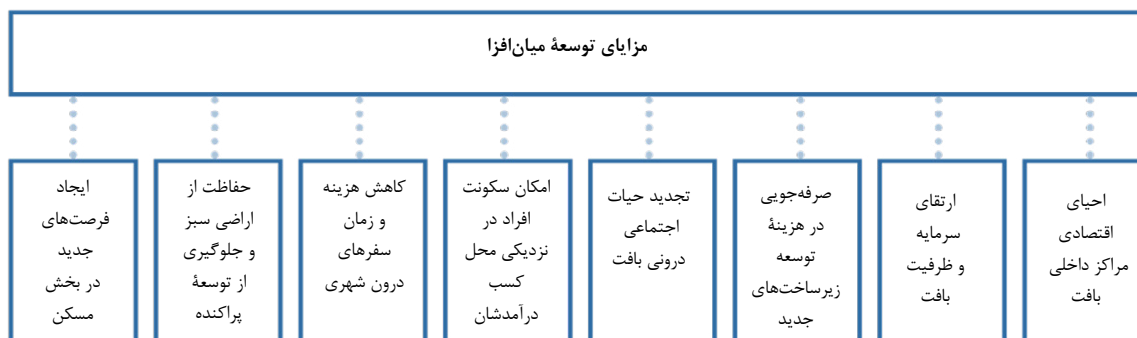 مزایای توسعهٔ میان‌افزا
احیای
اقتصادی
مراکز داخلی
بافت
ارتقای
سرمایه
و ظرفیت
بافت
صرفه‌جویی
در هزینهٔ
توسعه
زیرساخت‌های
جدید
تجدید حیات
اجتماعی
درونی بافت
امکان سکونت
افراد در
نزدیکی محل
کسب
درآمدشان
کاهش هزینه
و زمان
سفرهای
درون شهری
حفاظت از
اراضی سبز
و جلوگیری
از توسعهٔ
پراکنده
ایجاد
فرصت‌های
جدید
در بخش
مسکن